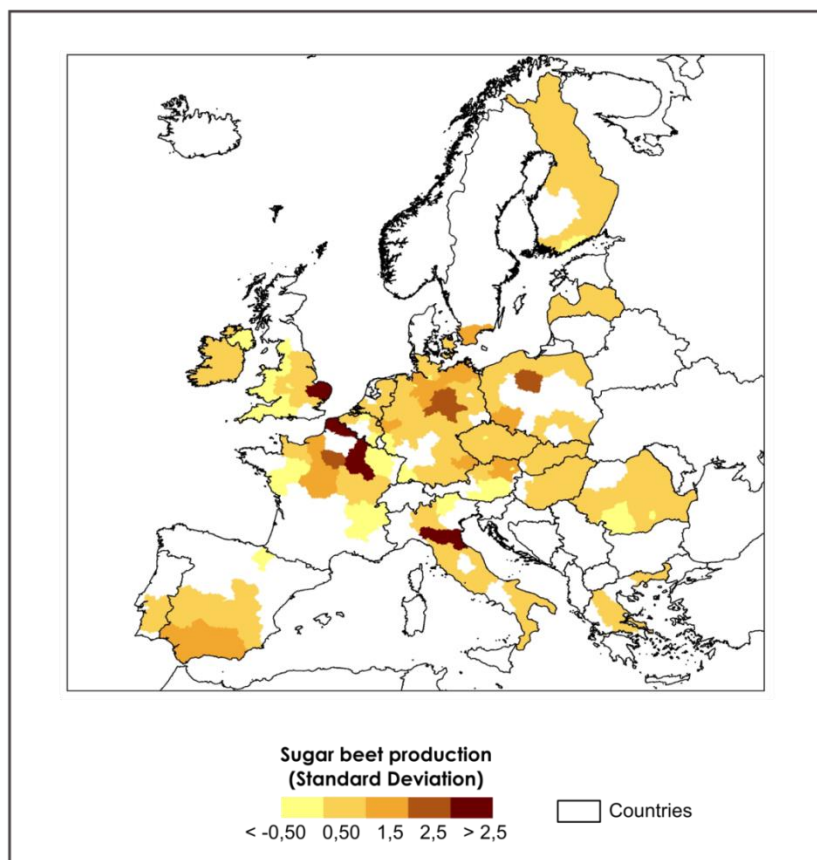 Sugar beet production
(Standard Deviation)
< -0,50 0,50 1,5 2,5 > 2,5
Countries